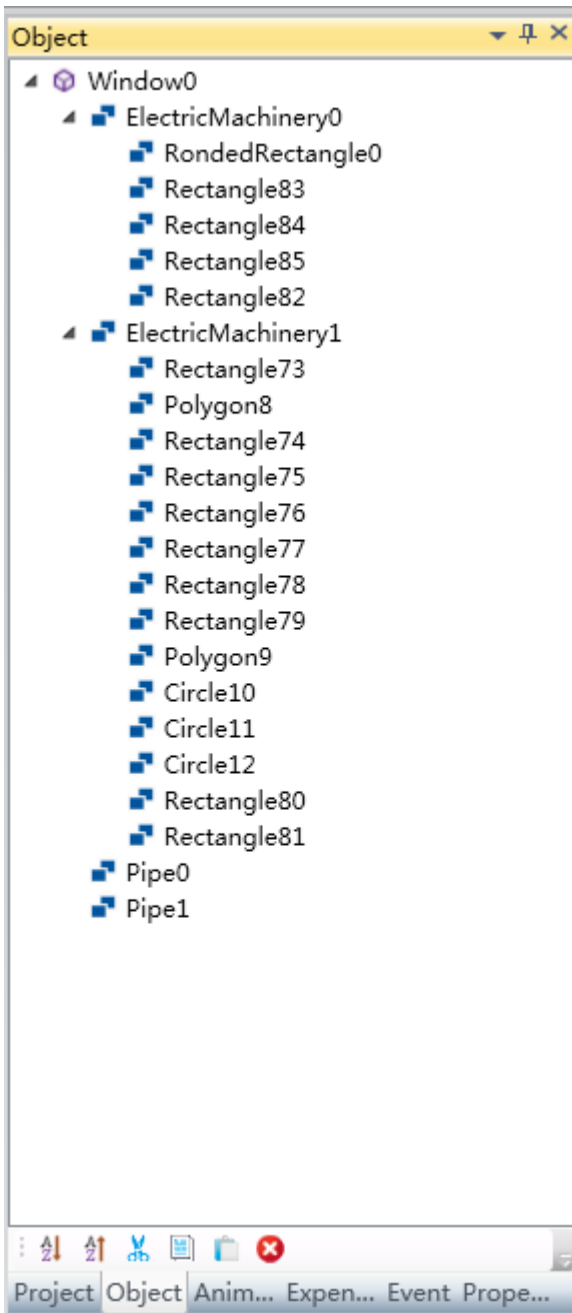 Object
Window0
ElectricMachinery0
RondedRectangle0
Rectangle83
Rectangle84
Rectangle85
Rectangle82
ElectricMachinery1
Rectangle73
Polygon8
Rectangle74
Rectangle75
Rectangle76
Rectangle77
Rectangle78
Rectangle79
Polygon9
Circle10
Circle11
Circle12
Rectangle80
Rectangle81
Pipe0
Pipe1
Project Object Anim... Expen... Event Prope...